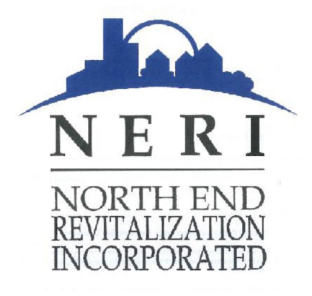 NERI
NORTH END
REVITALIZATION
INCORPORATED